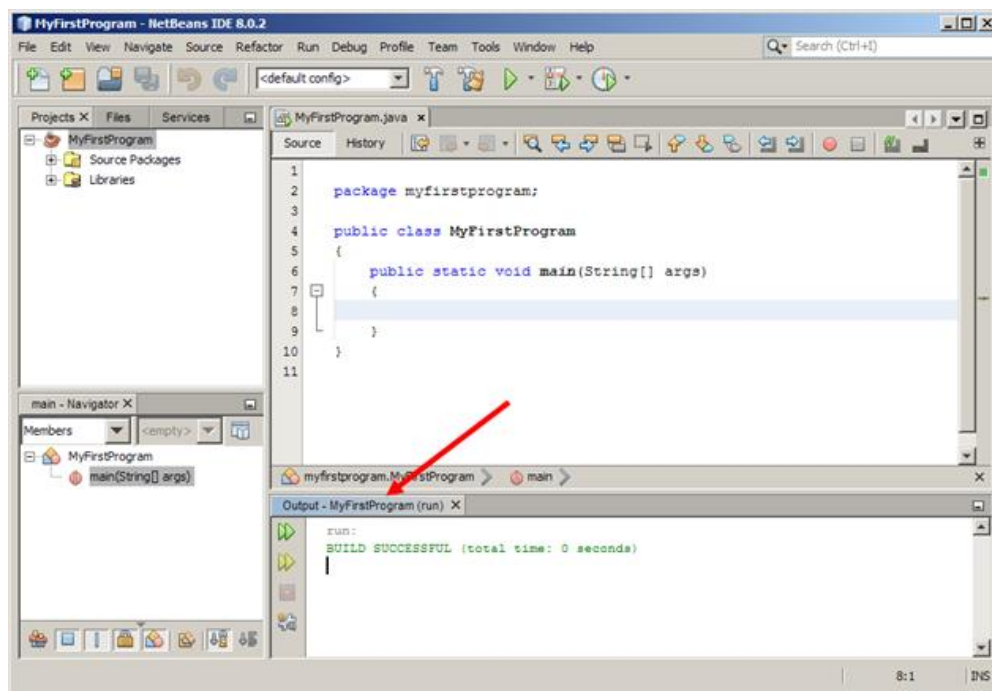 MyFirstProgram - NetBeans IDE 8.0.2
File Edit View Navigate Source Refactor Run Debug Profile Team Tools Window Help
Search (Ctrl+I)
<default config>
Projects X Files Services
MyFirstProgram
Source Packages
Libraries
MyFirstProgram.java x
Source History
1
2 package myfirstprogram;
3
4 public class MyFirstProgram
5 {
6 public static void main(String[] args)
7 {
8
9 }
10 }
11
main - Navigator X
Members <empty>
MyFirstProgram
main(String[] args)
myfirstprogram.MyFirstProgram main
Output - MyFirstProgram (run) X
run:
BUILD SUCCESSFUL (total time: 0 seconds)
8:1 INS